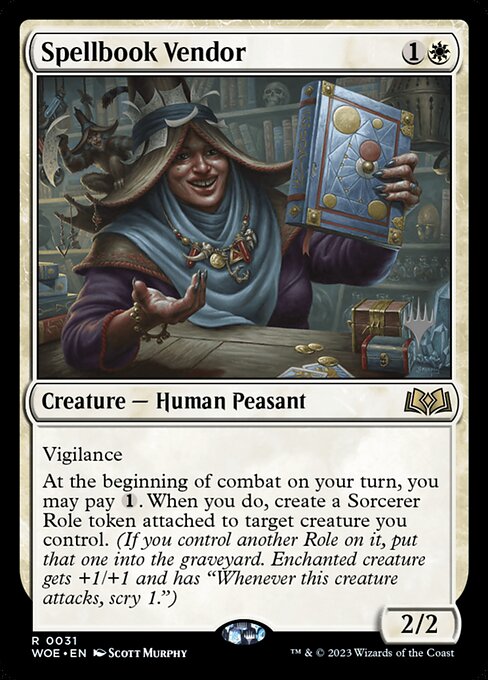 Spellbook Vendor 1
Creature — Human Peasant
Vigilance
At the beginning of combat on your turn, you
may pay 1. When you do, create a Sorcerer
Role token attached to target creature you
control. (If you control another Role on it, put
that one into the graveyard. Enchanted creature
gets +1/+1 and has “Whenever this creature
attacks, scry 1.”)
2/2
R 0031
WOE • EN Scott Murphy
™ & © 2023 Wizards of the Coast